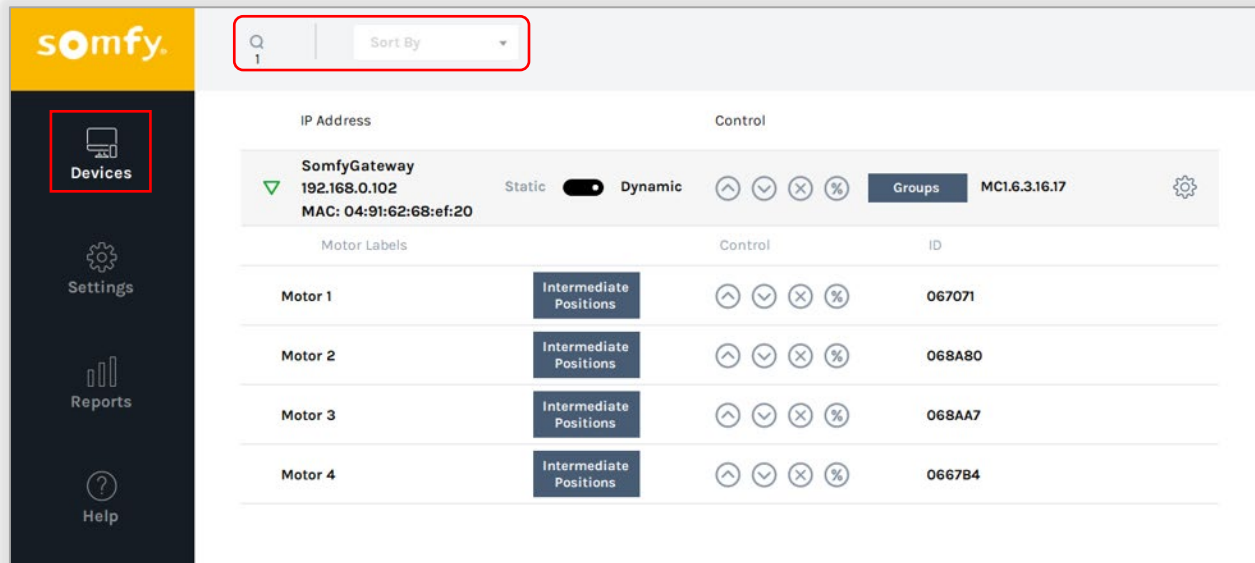 somfy.
1
Sort By
Devices
Settings
Reports
Help
IP Address
Control
SomfyGateway
192.168.0.102
MAC: 04:91:62:68:ef:20
Static
Dynamic
%
Groups
MC1.6.3.16.17
Motor Labels
Control
ID
Motor 1
Intermediate
Positions
%
067071
Motor 2
Intermediate
Positions
%
068A80
Motor 3
Intermediate
Positions
%
068AA7
Motor 4
Intermediate
Positions
%
0667B4